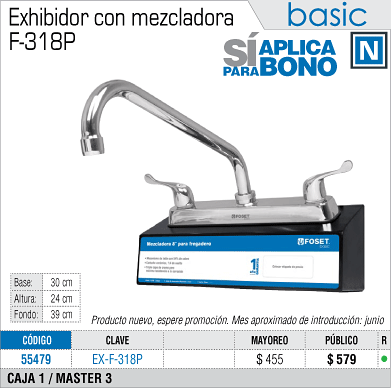 Exhibidor con mezcladora
F-318P
basic
SÍ APLICA
PARA BONO
N
FOSET
FOSET
basic
Mezcladora 8" para fregadero
1
Base: 30 cm
Altura: 24 cm
Fondo: 39 cm
Producto nuevo, espere promoción. Mes aproximado de introducción: junio
CÓDIGO CLAVE MAYOREO PÚBLICO R
55479 EX-F-318P $ 455 $ 579
CAJA 1 / MASTER 3